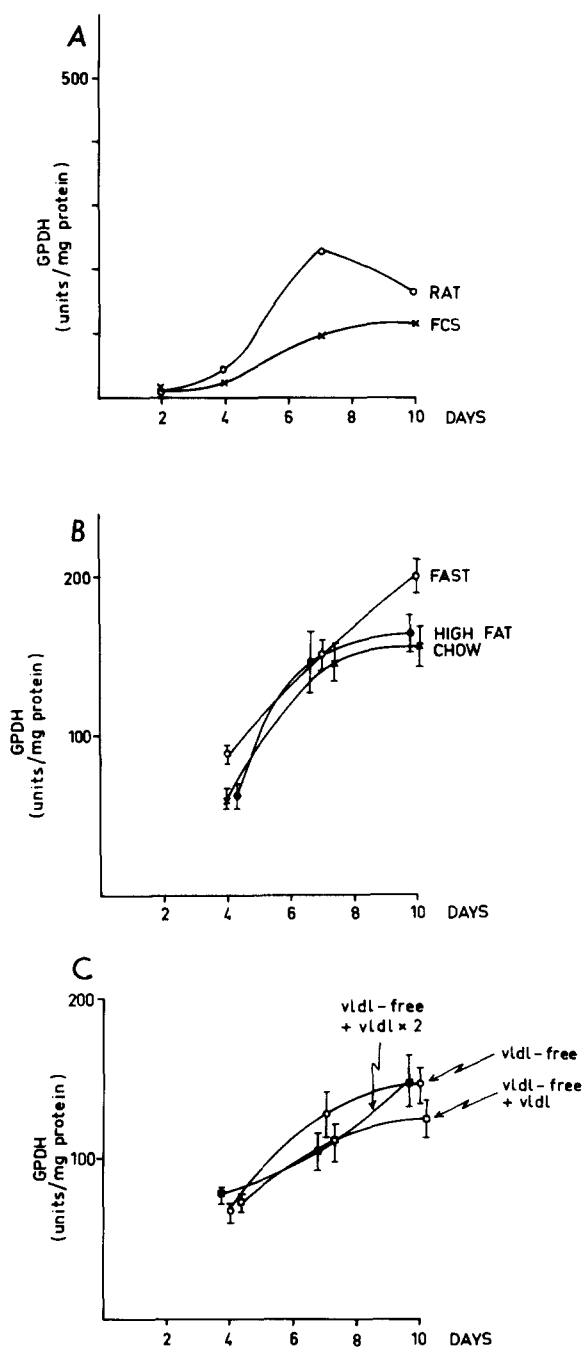 A
500
GPDH
(units/mg protein)
RAT
FCS
2 4 6 8 10 DAYS
B
200
100
GPDH
(units/mg protein)
FAST
HIGH FAT
CHOW
2 4 6 8 10 DAYS
C
200
100
GPDH
(units/mg protein)
vldl-free
+ vldl × 2
vldl-free
vldl-free
+ vldl
2 4 6 8 10 DAYS